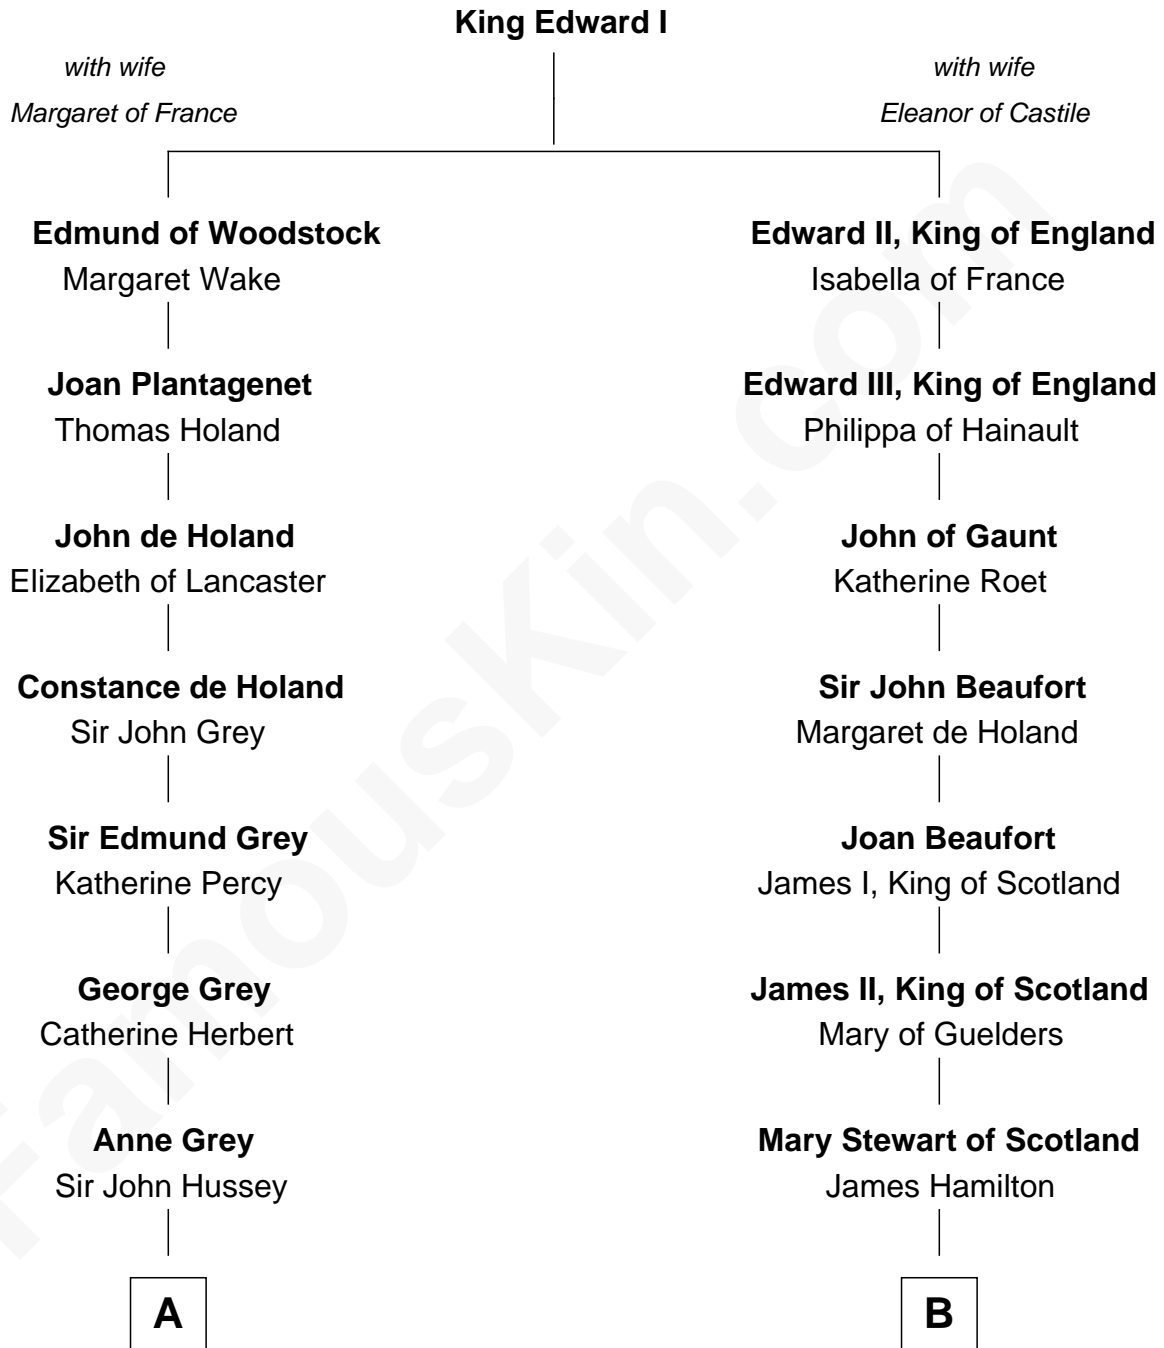 King Edward I
with wife
Margaret of France
with wife
Eleanor of Castile
Edmund of Woodstock
Margaret Wake
Edward II, King of England
Isabella of France
Joan Plantagenet
Thomas Holand
Edward III, King of England
Philippa of Hainault
John de Holand
Elizabeth of Lancaster
John of Gaunt
Katherine Roet
Constance de Holand
Sir John Grey
Sir John Beaufort
Margaret de Holand
Sir Edmund Grey
Katherine Percy
Joan Beaufort
James I, King of Scotland
George Grey
Catherine Herbert
James II, King of Scotland
Mary of Guelders
Anne Grey
Sir John Hussey
Mary Stewart of Scotland
James Hamilton
A
B
FamousKin.com